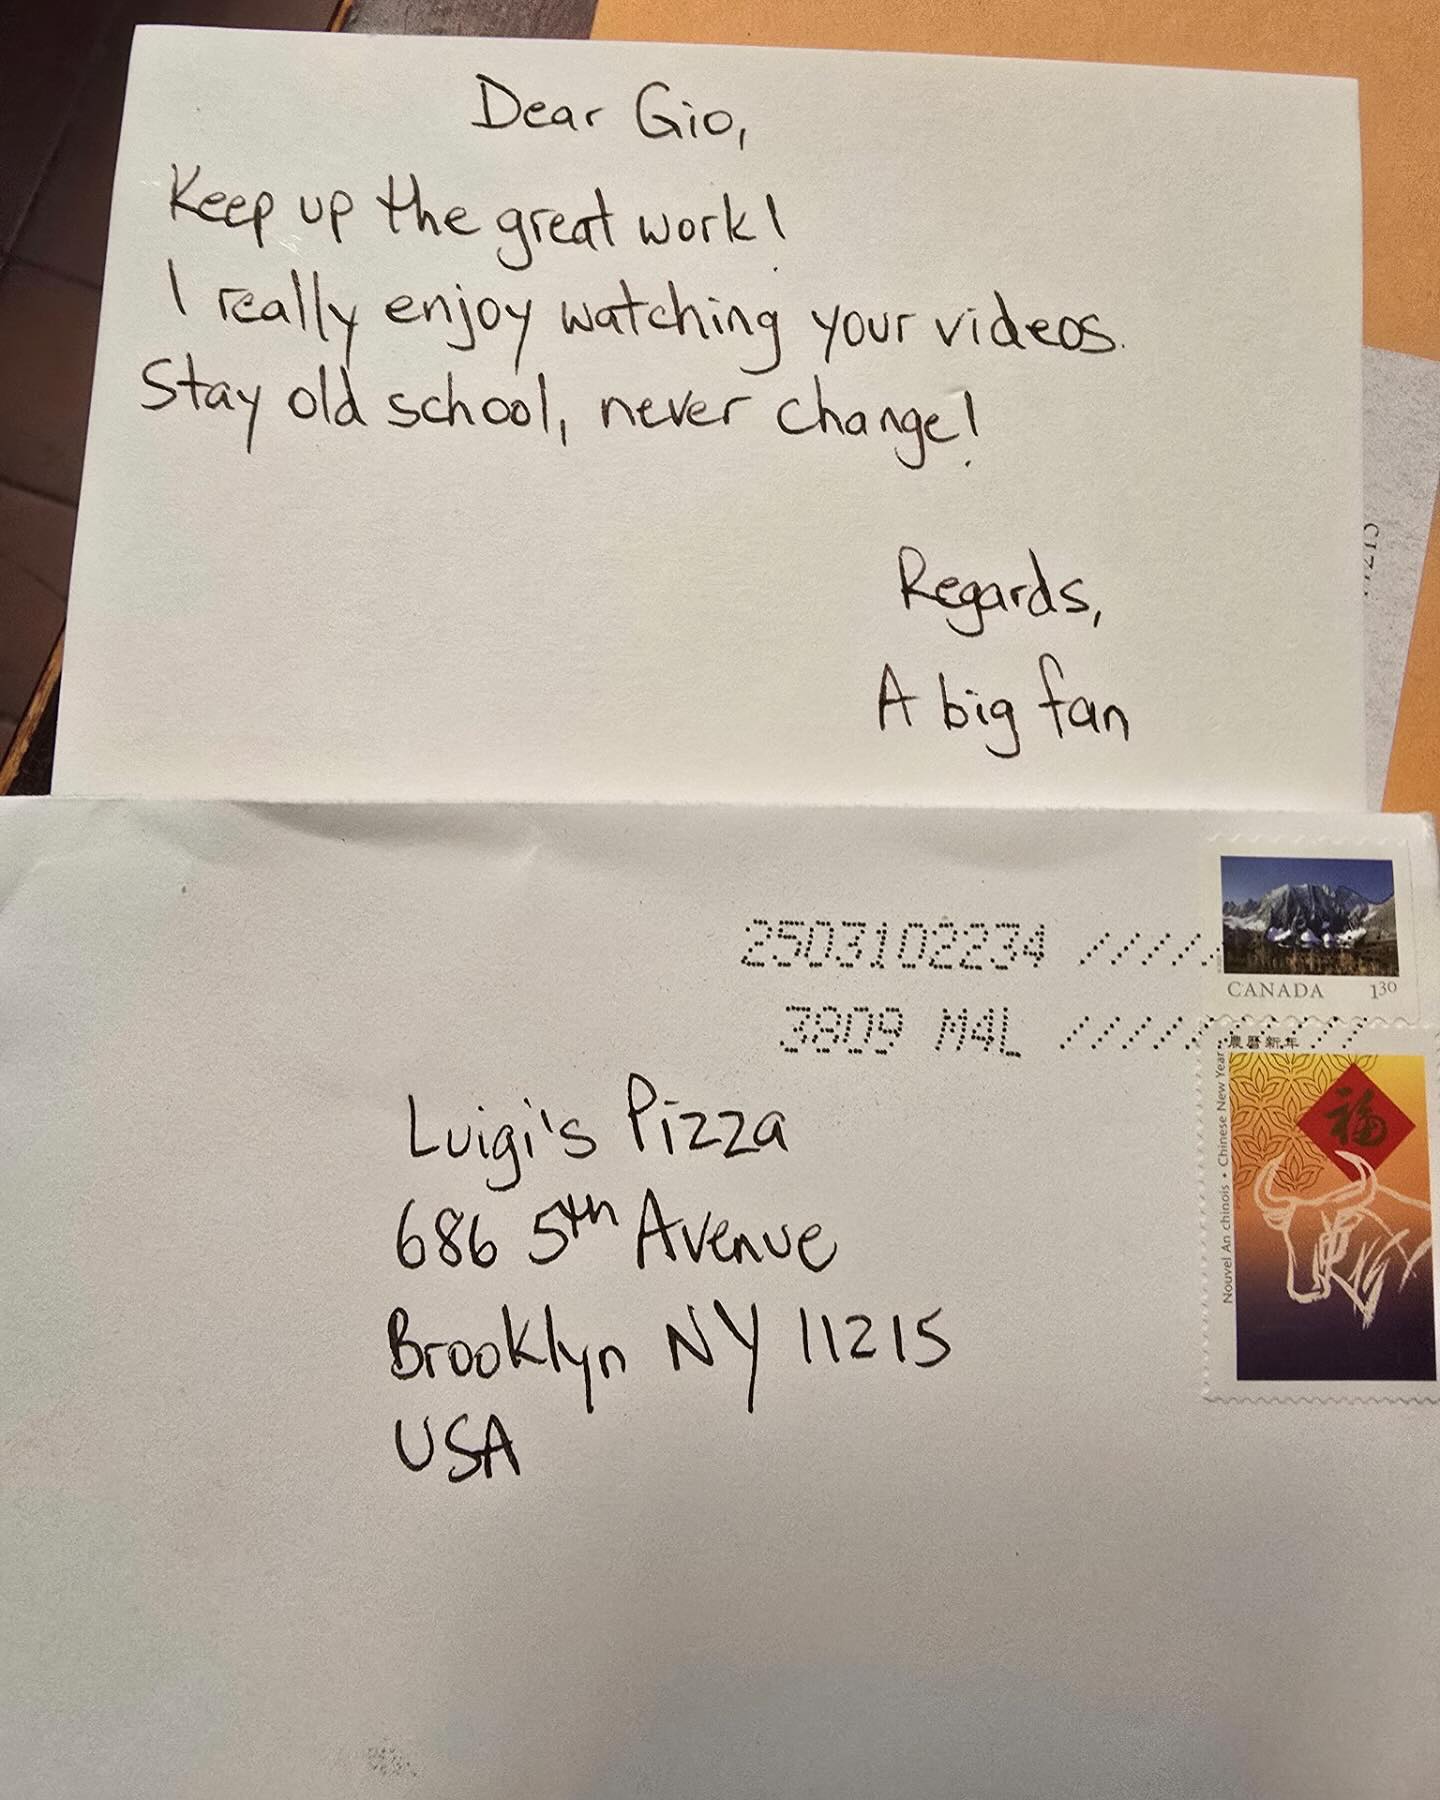 Dear Gio,
Keep up the great work!
I really enjoy watching your videos.
Stay old school, never change!
Regards,
A big fan
2503102234 /////
3809 MAL //////////
CANADA 1³⁰
農曆新年
Nouvel An chinois • Chinese New Year
福
Luigi's Pizza
686 5th Avenue
Brooklyn NY 11215
USA